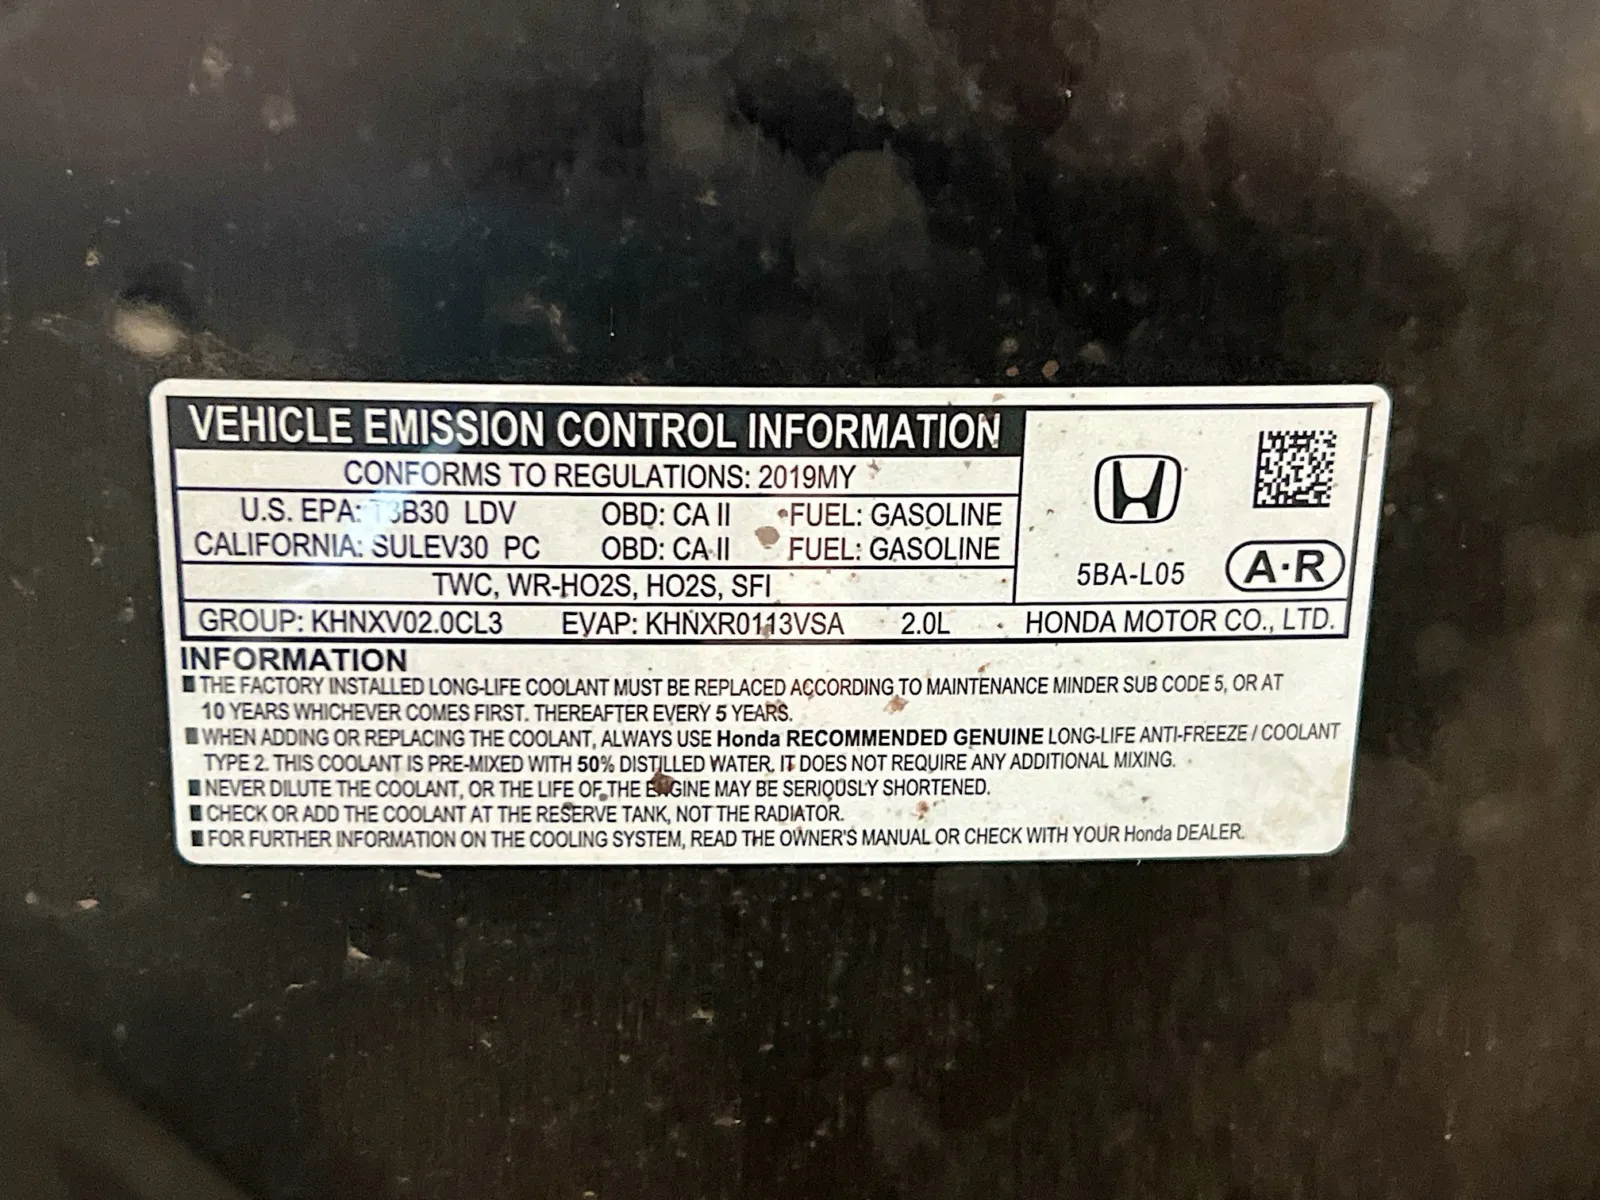 VEHICLE EMISSION CONTROL INFORMATION
CONFORMS TO REGULATIONS: 2019MY
U.S. EPA: T3B30 LDV OBD: CA II FUEL: GASOLINE
CALIFORNIA: SULEV30 PC OBD: CA II FUEL: GASOLINE
TWC, WR-HO2S, HO2S, SFI
5BA-L05 A·R
GROUP: KHNXV02.0CL3 EVAP: KHNXR0113VSA 2.0L HONDA MOTOR CO., LTD.
INFORMATION
■ THE FACTORY INSTALLED LONG-LIFE COOLANT MUST BE REPLACED ACCORDING TO MAINTENANCE MINDER SUB CODE 5, OR AT
10 YEARS WHICHEVER COMES FIRST. THEREAFTER EVERY 5 YEARS.
■ WHEN ADDING OR REPLACING THE COOLANT, ALWAYS USE Honda RECOMMENDED GENUINE LONG-LIFE ANTI-FREEZE / COOLANT
TYPE 2. THIS COOLANT IS PRE-MIXED WITH 50% DISTILLED WATER. IT DOES NOT REQUIRE ANY ADDITIONAL MIXING.
■ NEVER DILUTE THE COOLANT, OR THE LIFE OF THE ENGINE MAY BE SERIOUSLY SHORTENED.
■ CHECK OR ADD THE COOLANT AT THE RESERVE TANK, NOT THE RADIATOR.
■ FOR FURTHER INFORMATION ON THE COOLING SYSTEM, READ THE OWNER'S MANUAL OR CHECK WITH YOUR Honda DEALER.